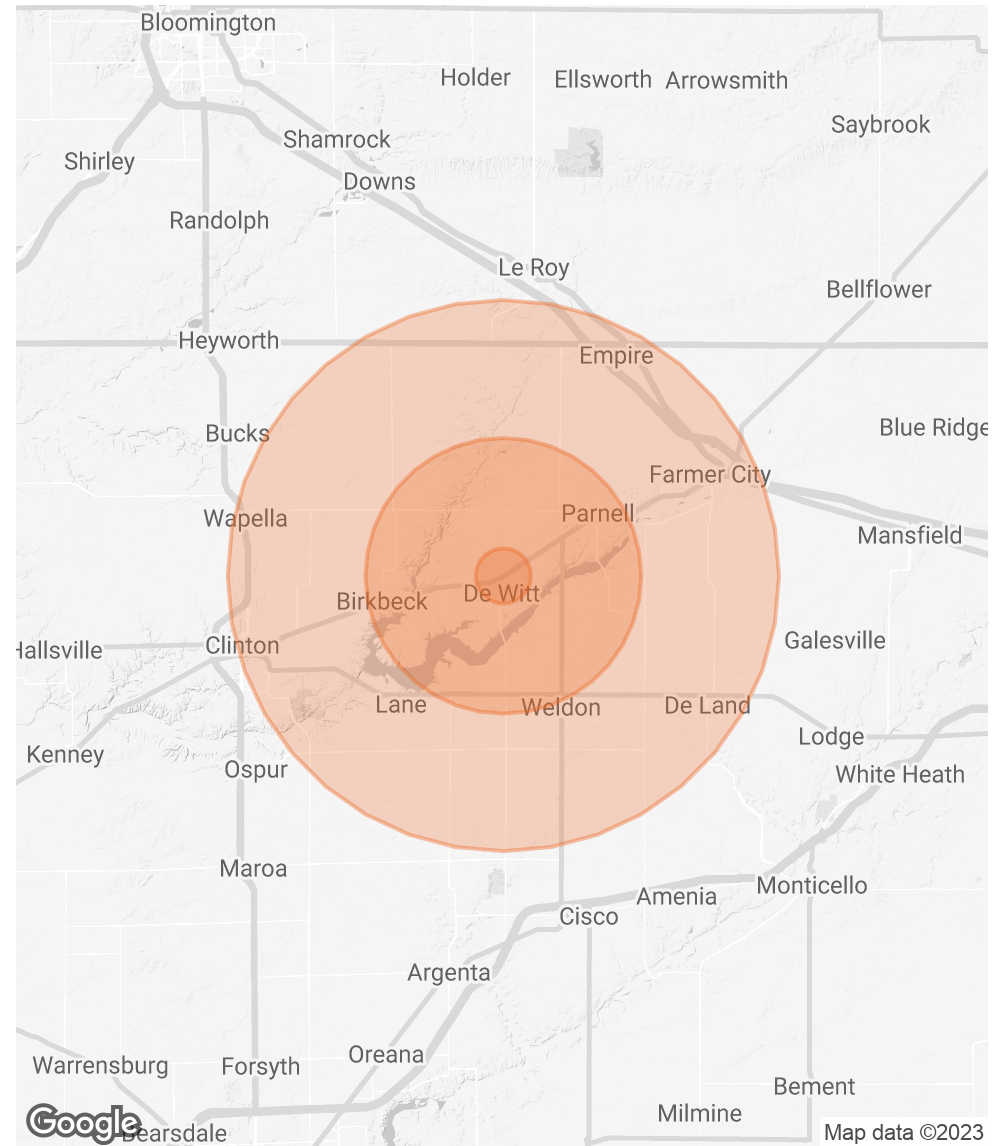 Bloomington
Holder
Ellsworth
Arrowsmith
Saybrook
Shamrock
Shirley
Downs
Randolph
Le Roy
Bellflower
Heyworth
Empire
Blue Ridge
Bucks
Farmer City
Parnell
Wapella
Mansfield
De Witt
Birkbeck
Galesville
Clinton
Hallsville
Lane
Weldon
De Land
Lodge
Kenney
Ospur
White Heath
Maroa
Monticello
Amenia
Cisco
Argenta
Oreana
Warrensburg
Forsyth
Bement
Milmine
Google
Bearsdale
Map data ©2023